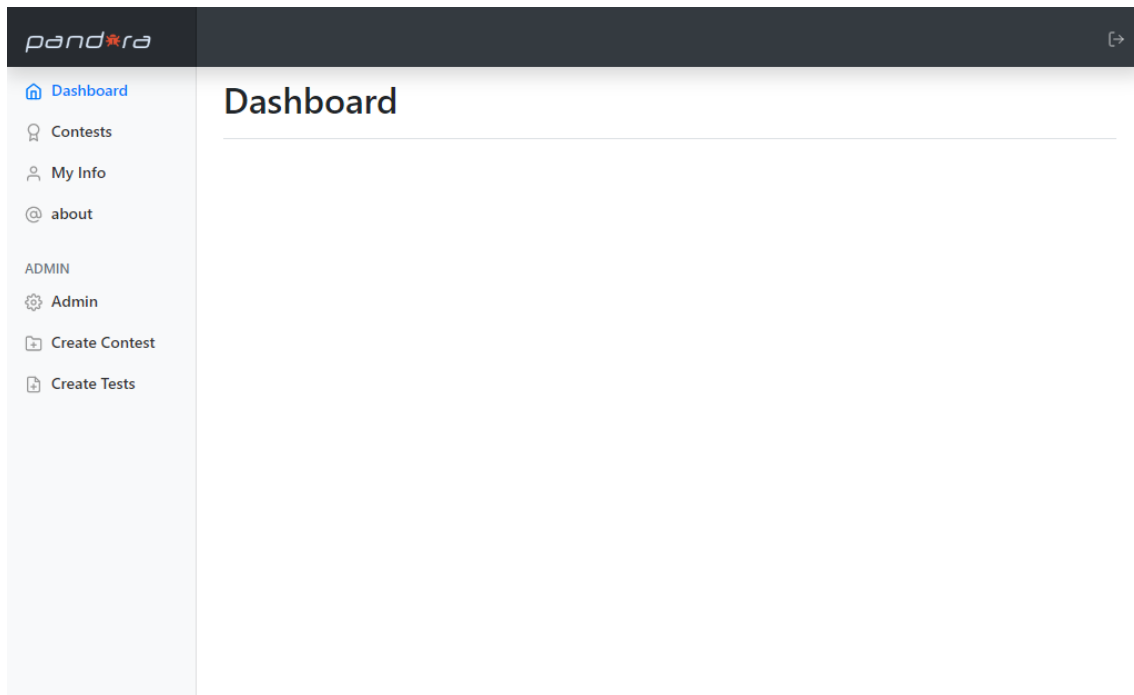 pandora
Dashboard
Contests
My Info
about
ADMIN
Admin
Create Contest
Create Tests
Dashboard